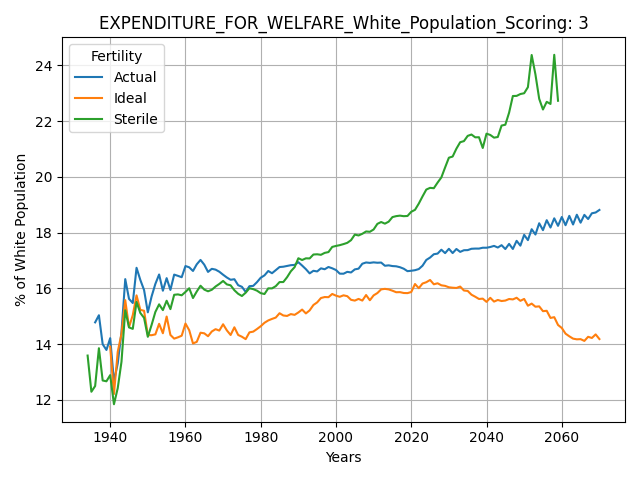 EXPENDITURE_FOR_WELFARE_White_Population_Scoring: 3
Fertility
Actual
Ideal
Sterile
% of White Population
24
22
20
18
16
14
12
1940 1960 1980 2000 2020 2040 2060
Years